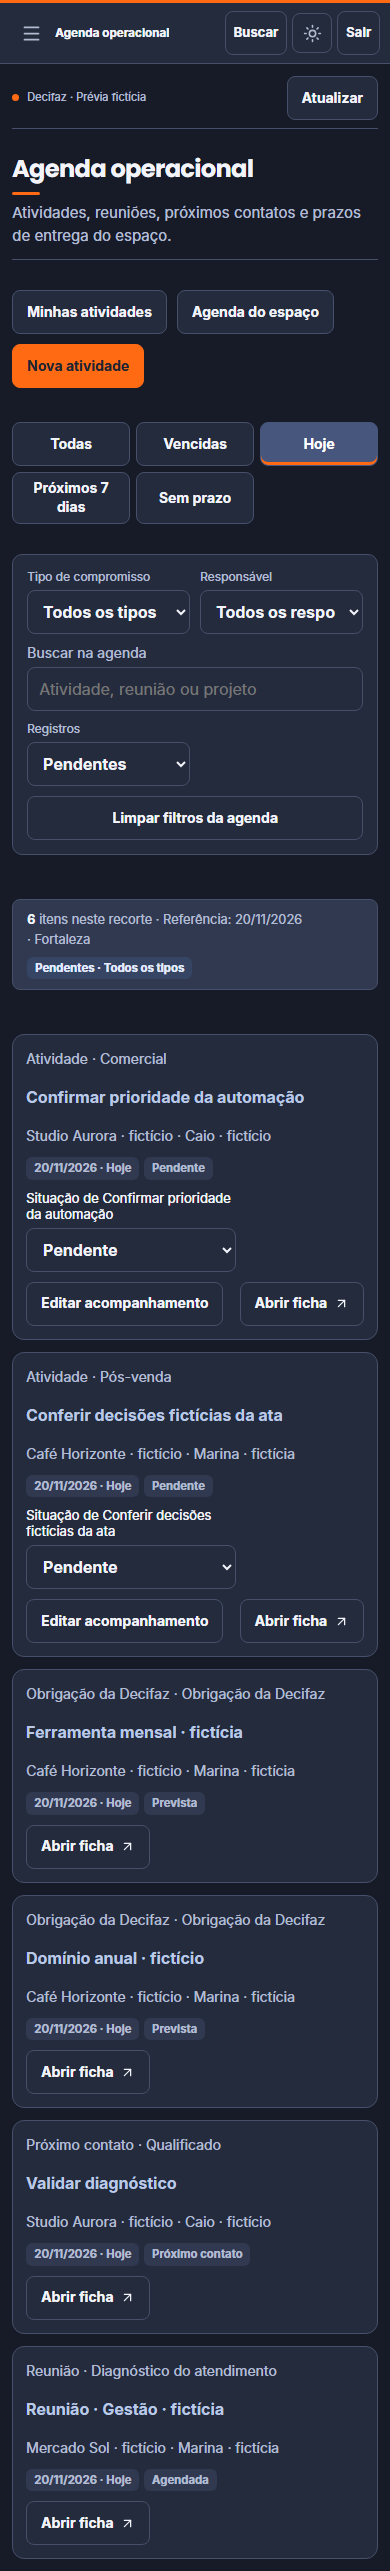 Agenda operacional
Buscar
Sair
Decifaz · Prévia fictícia
Atualizar
Agenda operacional
Atividades, reuniões, próximos contatos e prazos
de entrega do espaço.
Minhas atividades
Agenda do espaço
Nova atividade
Todas
Vencidas
Hoje
Próximos 7
dias
Sem prazo
Tipo de compromisso
Responsável
Todos os tipos
Todos os respo
Buscar na agenda
Atividade, reunião ou projeto
Registros
Pendentes
Limpar filtros da agenda
6 itens neste recorte · Referência: 20/11/2026
· Fortaleza
Pendentes · Todos os tipos
Atividade · Comercial
Confirmar prioridade da automação
Studio Aurora · fictício · Caio · fictício
20/11/2026 · Hoje
Pendente
Situação de Confirmar prioridade
da automação
Pendente
Editar acompanhamento
Abrir ficha
Atividade · Pós-venda
Conferir decisões fictícias da ata
Café Horizonte · fictício · Marina · fictícia
20/11/2026 · Hoje
Pendente
Situação de Conferir decisões
fictícias da ata
Pendente
Editar acompanhamento
Abrir ficha
Obrigação da Decifaz · Obrigação da Decifaz
Ferramenta mensal · fictícia
Café Horizonte · fictício · Marina · fictícia
20/11/2026 · Hoje
Prevista
Abrir ficha
Obrigação da Decifaz · Obrigação da Decifaz
Domínio anual · fictício
Café Horizonte · fictício · Marina · fictícia
20/11/2026 · Hoje
Prevista
Abrir ficha
Próximo contato · Qualificado
Validar diagnóstico
Studio Aurora · fictício · Caio · fictício
20/11/2026 · Hoje
Próximo contato
Abrir ficha
Reunião · Diagnóstico do atendimento
Reunião · Gestão · fictícia
Mercado Sol · fictício · Marina · fictícia
20/11/2026 · Hoje
Agendada
Abrir ficha